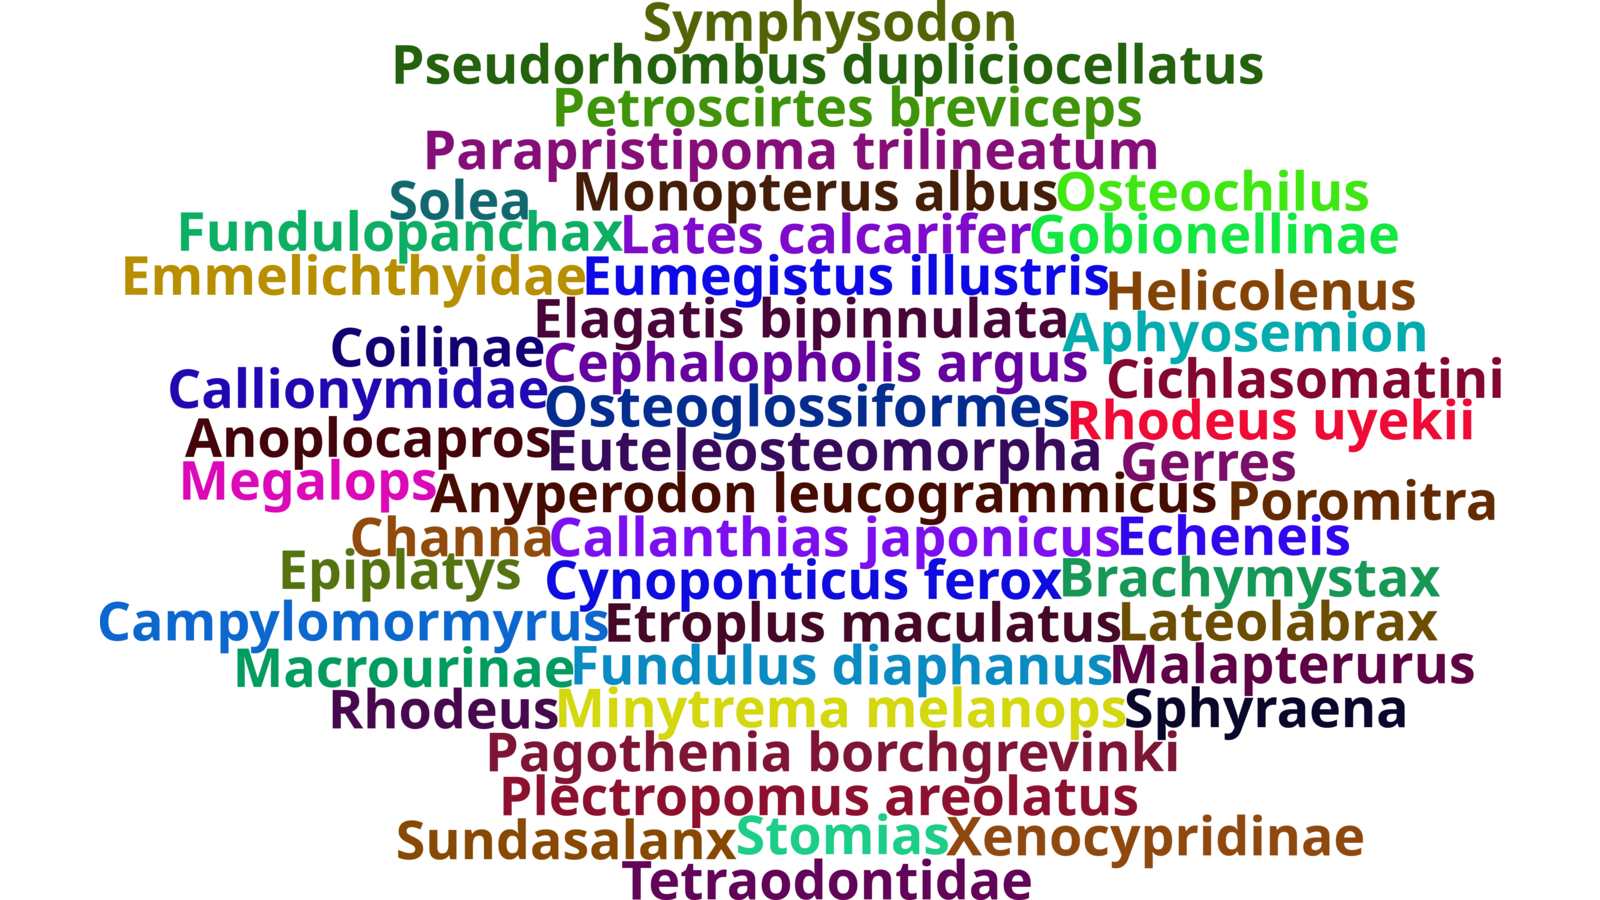 Symphysodon
Pseudorhombus dupliciocellatus
Petroscirtes breviceps
Parapristipoma trilineatum
Solea Monopterus albus Osteochilus
Fundulopanchax Lates calcarifer Gobionellinae
Emmelichthyidae Eumegistus illustris Helicolenus
Elagatis bipinnulata Aphyosemion
Coilinae Cephalopholis argus Cichlasomatini
Callionymidae Osteoglossiformes Rhodeus uyekii
Anoplocapros Euteleosteomorpha Gerres
Megalops Anyperodon leucogrammicus Poromitra
Channa Callanthias japonicus Echeneis
Epiplatys Cynoponticus ferox Brachymystax
Campylomormyrus Etroplus maculatus Lateolabrax
Macrourinae Fundulus diaphanus Malapterurus
Rhodeus Minytrema melanops Sphyraena
Pagothenia borchgrevinki
Plectropomus areolatus
Sundasalanx Stomias Xenocypridinae
Tetraodontidae